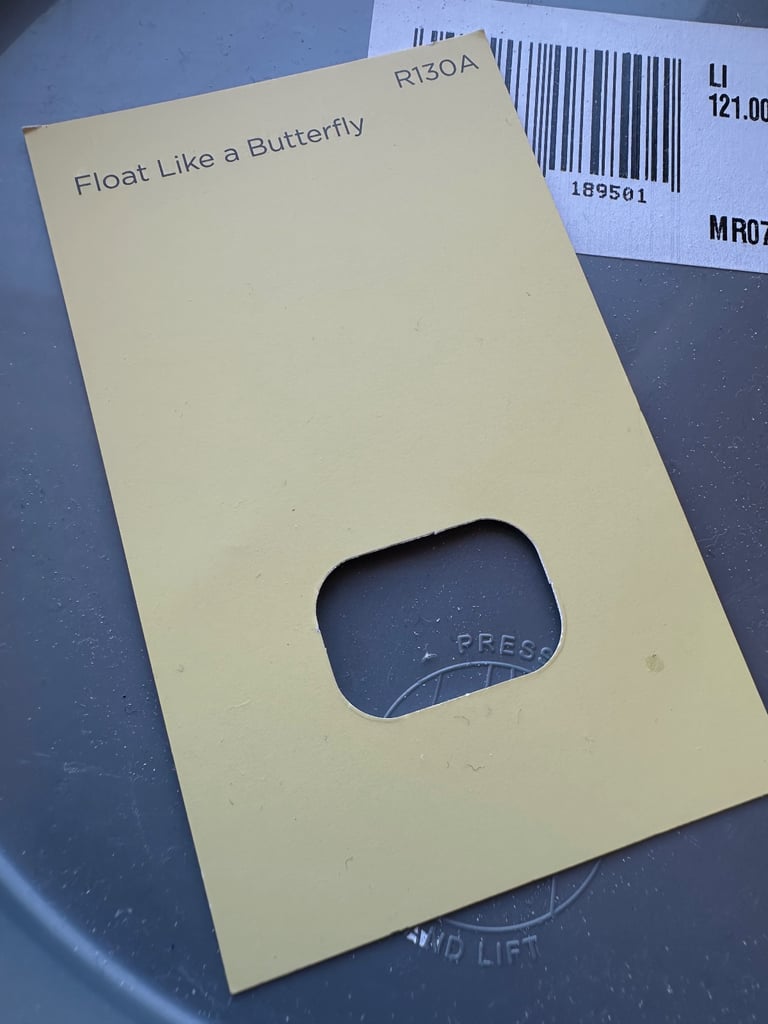 R130A
Float Like a Butterfly
189501
LI
121.00
MR07
PRESS
AND LIFT